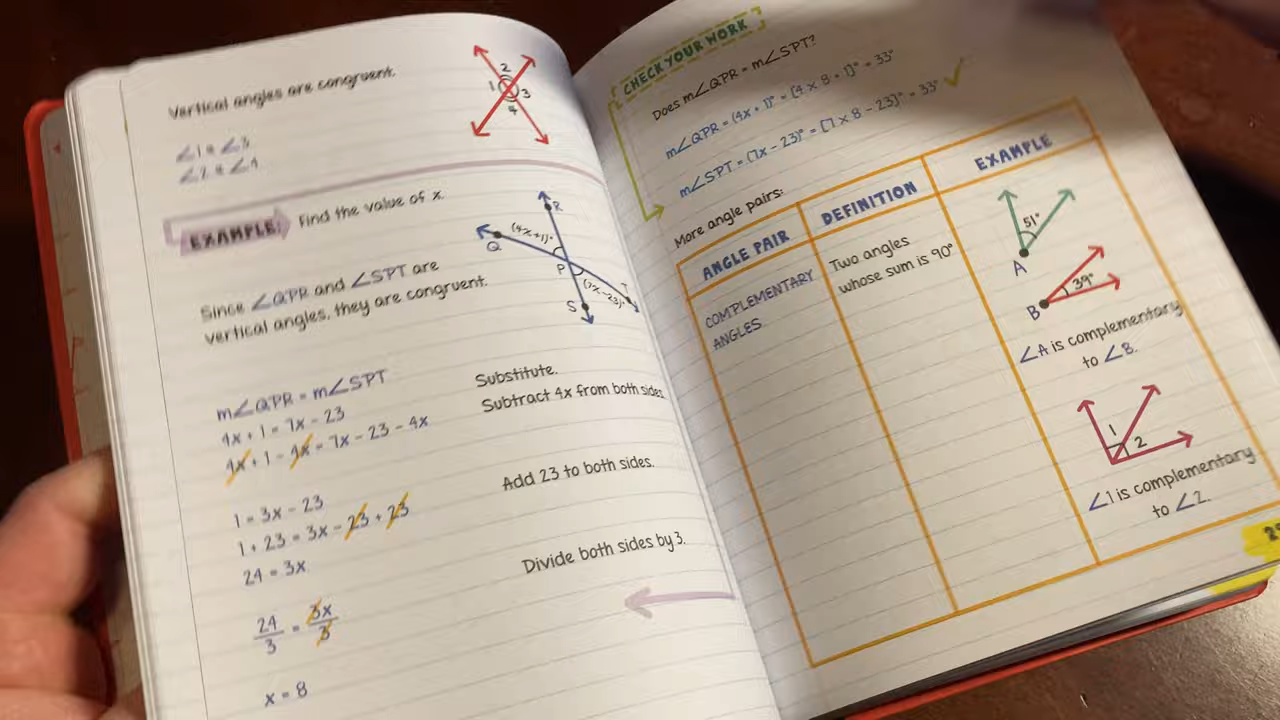 Vertical angles are congruent.
∠1 ≅ ∠3
∠2 ≅ ∠4
2
1
3
4
EXAMPLE: Find the value of x.
R
(4x+1)°
Q
P
T
(7x-23)°
S
Since ∠QPR and ∠SPT are
vertical angles, they are congruent.
m∠QPR = m∠SPT
4x + 1 = 7x - 23 Substitute.
4x + 1 - 4x = 7x - 23 - 4x Subtract 4x from both sides.
1 = 3x - 23
1 + 23 = 3x - 23 + 23 Add 23 to both sides.
24 = 3x
24/3 = 3x/3 Divide both sides by 3.
x = 8
CHECK YOUR WORK
Does m∠QPR = m∠SPT?
m∠QPR = (4x + 1)° = (4 × 8 + 1)° = 33°
m∠SPT = (7x - 23)° = (7 × 8 - 23)° = 33° ✓
More angle pairs:
ANGLE PAIR DEFINITION EXAMPLE
COMPLEMENTARY
ANGLES
Two angles
whose sum is 90°
51°
A
39°
B
∠A is complementary
to ∠B.
1
2
∠1 is complementary
to ∠2.